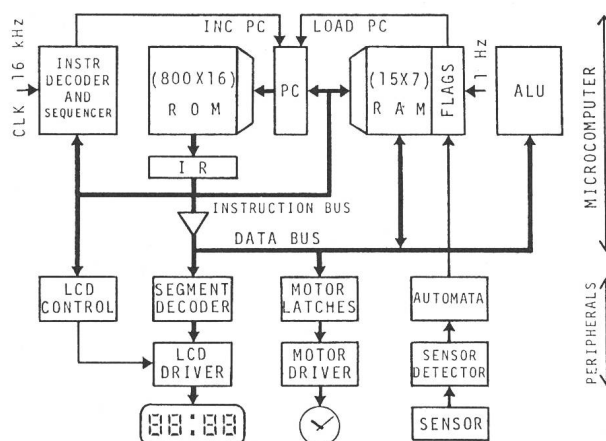 INC PC
LOAD PC
CLK 16 kHz
INSTR
DECODER
AND
SEQUENCER
(800X16)
ROM
PC
(15X7)
RAM
FLAGS
1 Hz
ALU
MICROCOMPUTER
IR
INSTRUCTION BUS
DATA BUS
LCD
CONTROL
SEGMENT
DECODER
MOTOR
LATCHES
AUTOMATA
PERIPHERALS
LCD
DRIVER
MOTOR
DRIVER
SENSOR
DETECTOR
88:88
SENSOR